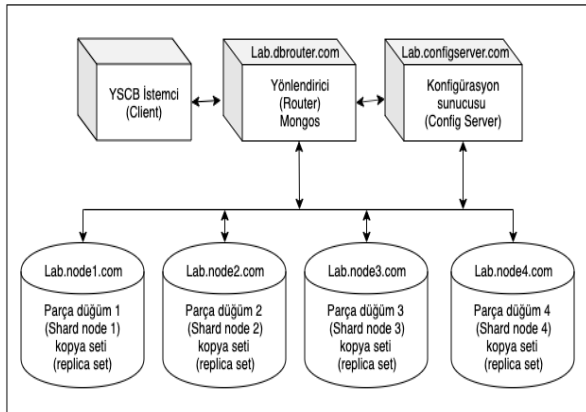 YSCB İstemci
(Client)
Lab.dbrouter.com
Yönlendirici
(Router)
Mongos
Lab.configserver.com
Konfigürasyon
sunucusu
(Config Server)
Lab.node1.com
Parça düğüm 1
(Shard node 1)
kopya seti
(replica set)
Lab.node2.com
Parça düğüm 2
(Shard node 2)
kopya seti
(replica set)
Lab.node3.com
Parça düğüm 3
(Shard node 3)
kopya seti
(replica set)
Lab.node4.com
Parça düğüm 4
(Shard node 4)
kopya seti
(replica set)